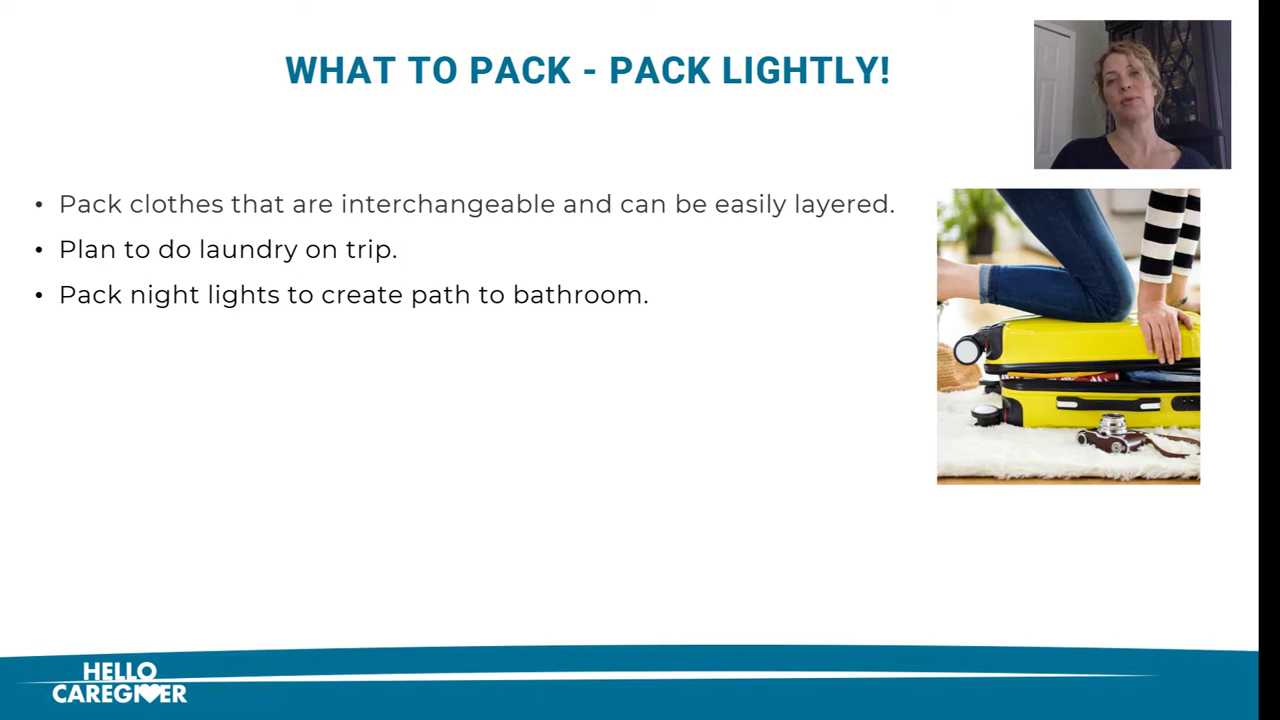 WHAT TO PACK - PACK LIGHTLY!
• Pack clothes that are interchangeable and can be easily layered.
• Plan to do laundry on trip.
• Pack night lights to create path to bathroom.
HELLO
CAREGIVER